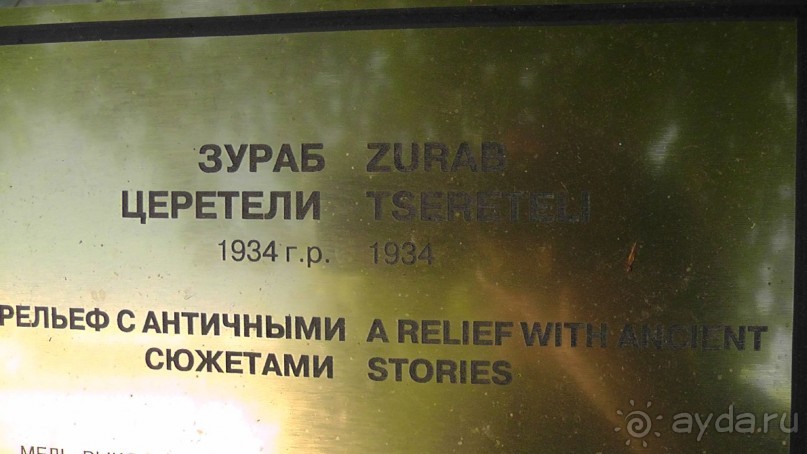 ЗУРАБ ZURAB
ЦЕРЕТЕЛИ TSERETELI
1934 г.р. 1934
РЕЛЬЕФ С АНТИЧНЫМИ A RELIEF WITH ANCIENT
СЮЖЕТАМИ STORIES
ayda.ru